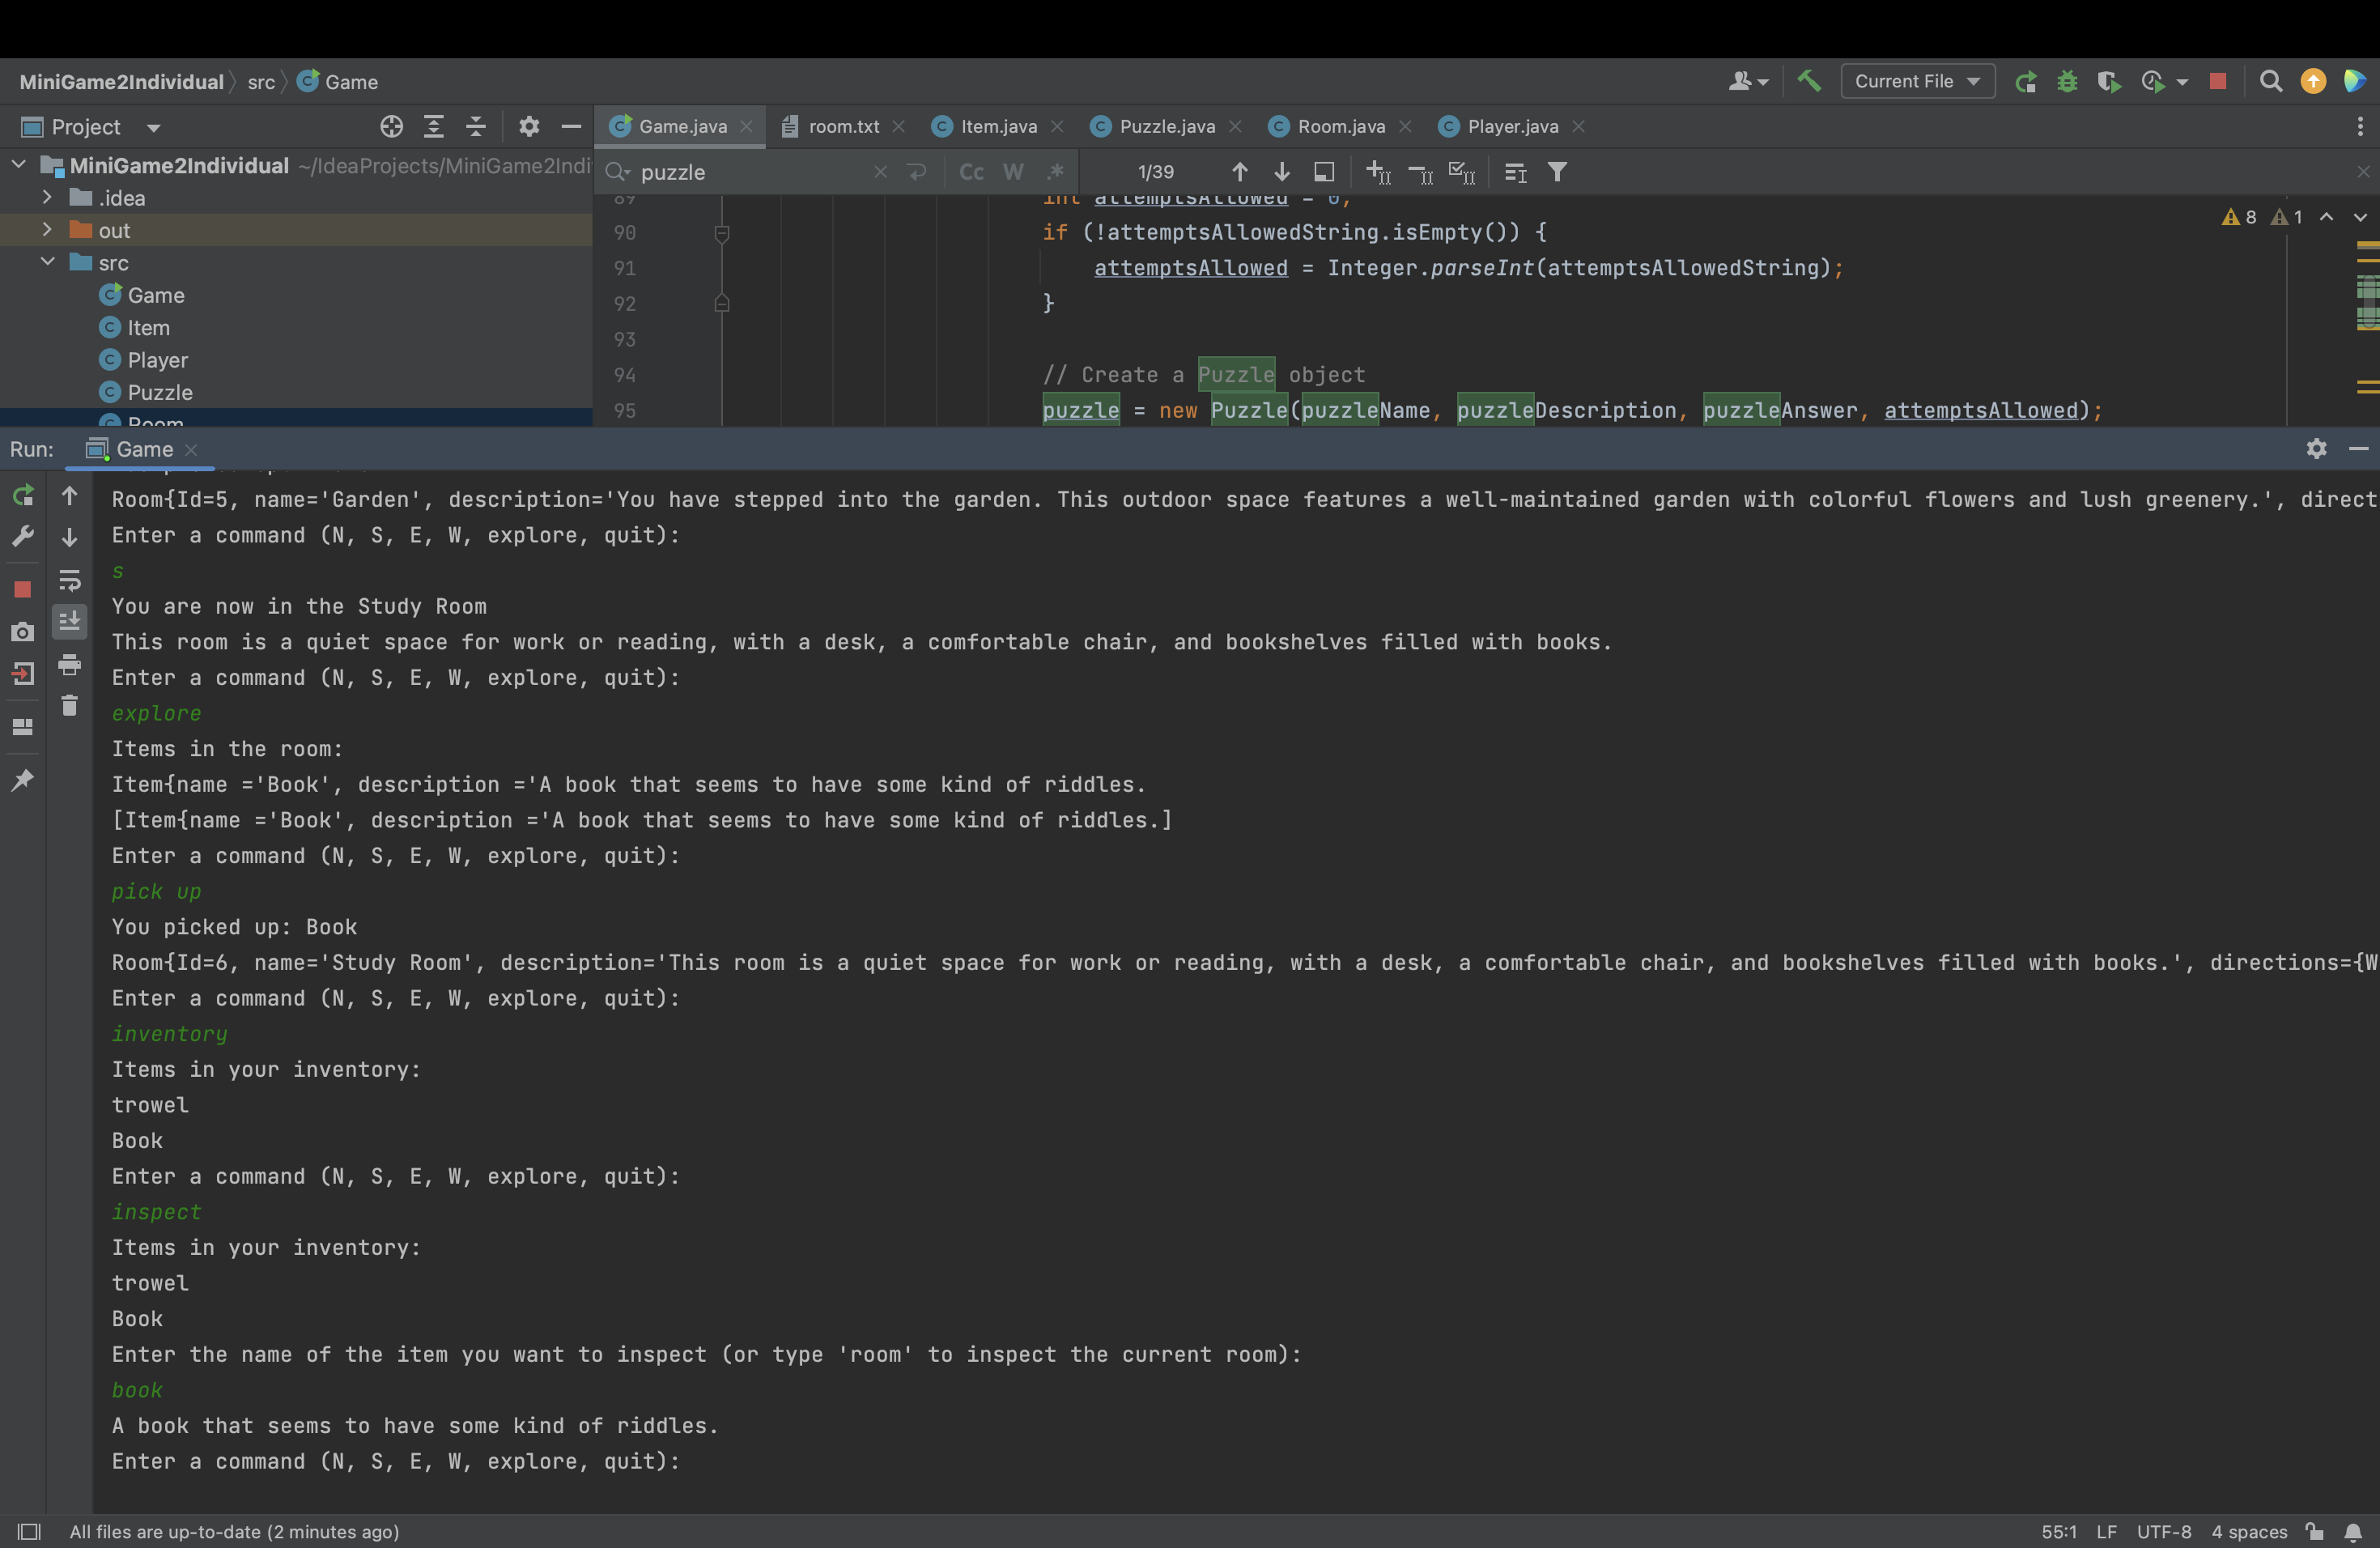 MiniGame2Individual src Game
Current File
Project
Game.java room.txt Item.java Puzzle.java Room.java Player.java
MiniGame2Individual ~/IdeaProjects/MiniGame2Indi
puzzle Cc W .* 1/39
.idea
out
src
Game
Item
Player
Puzzle
Room
8 1
89 int attemptsAllowed = 0;
90 if (!attemptsAllowedString.isEmpty()) {
91 attemptsAllowed = Integer.parseInt(attemptsAllowedString);
92 }
93
94 // Create a Puzzle object
95 puzzle = new Puzzle(puzzleName, puzzleDescription, puzzleAnswer, attemptsAllowed);
Run: Game
Room{Id=5, name='Garden', description='You have stepped into the garden. This outdoor space features a well-maintained garden with colorful flowers and lush greenery.', direct
Enter a command (N, S, E, W, explore, quit):
s
You are now in the Study Room
This room is a quiet space for work or reading, with a desk, a comfortable chair, and bookshelves filled with books.
Enter a command (N, S, E, W, explore, quit):
explore
Items in the room:
Item{name ='Book', description ='A book that seems to have some kind of riddles.
[Item{name ='Book', description ='A book that seems to have some kind of riddles.]
Enter a command (N, S, E, W, explore, quit):
pick up
You picked up: Book
Room{Id=6, name='Study Room', description='This room is a quiet space for work or reading, with a desk, a comfortable chair, and bookshelves filled with books.', directions={W
Enter a command (N, S, E, W, explore, quit):
inventory
Items in your inventory:
trowel
Book
Enter a command (N, S, E, W, explore, quit):
inspect
Items in your inventory:
trowel
Book
Enter the name of the item you want to inspect (or type 'room' to inspect the current room):
book
A book that seems to have some kind of riddles.
Enter a command (N, S, E, W, explore, quit):
All files are up-to-date (2 minutes ago)
55:1 LF UTF-8 4 spaces